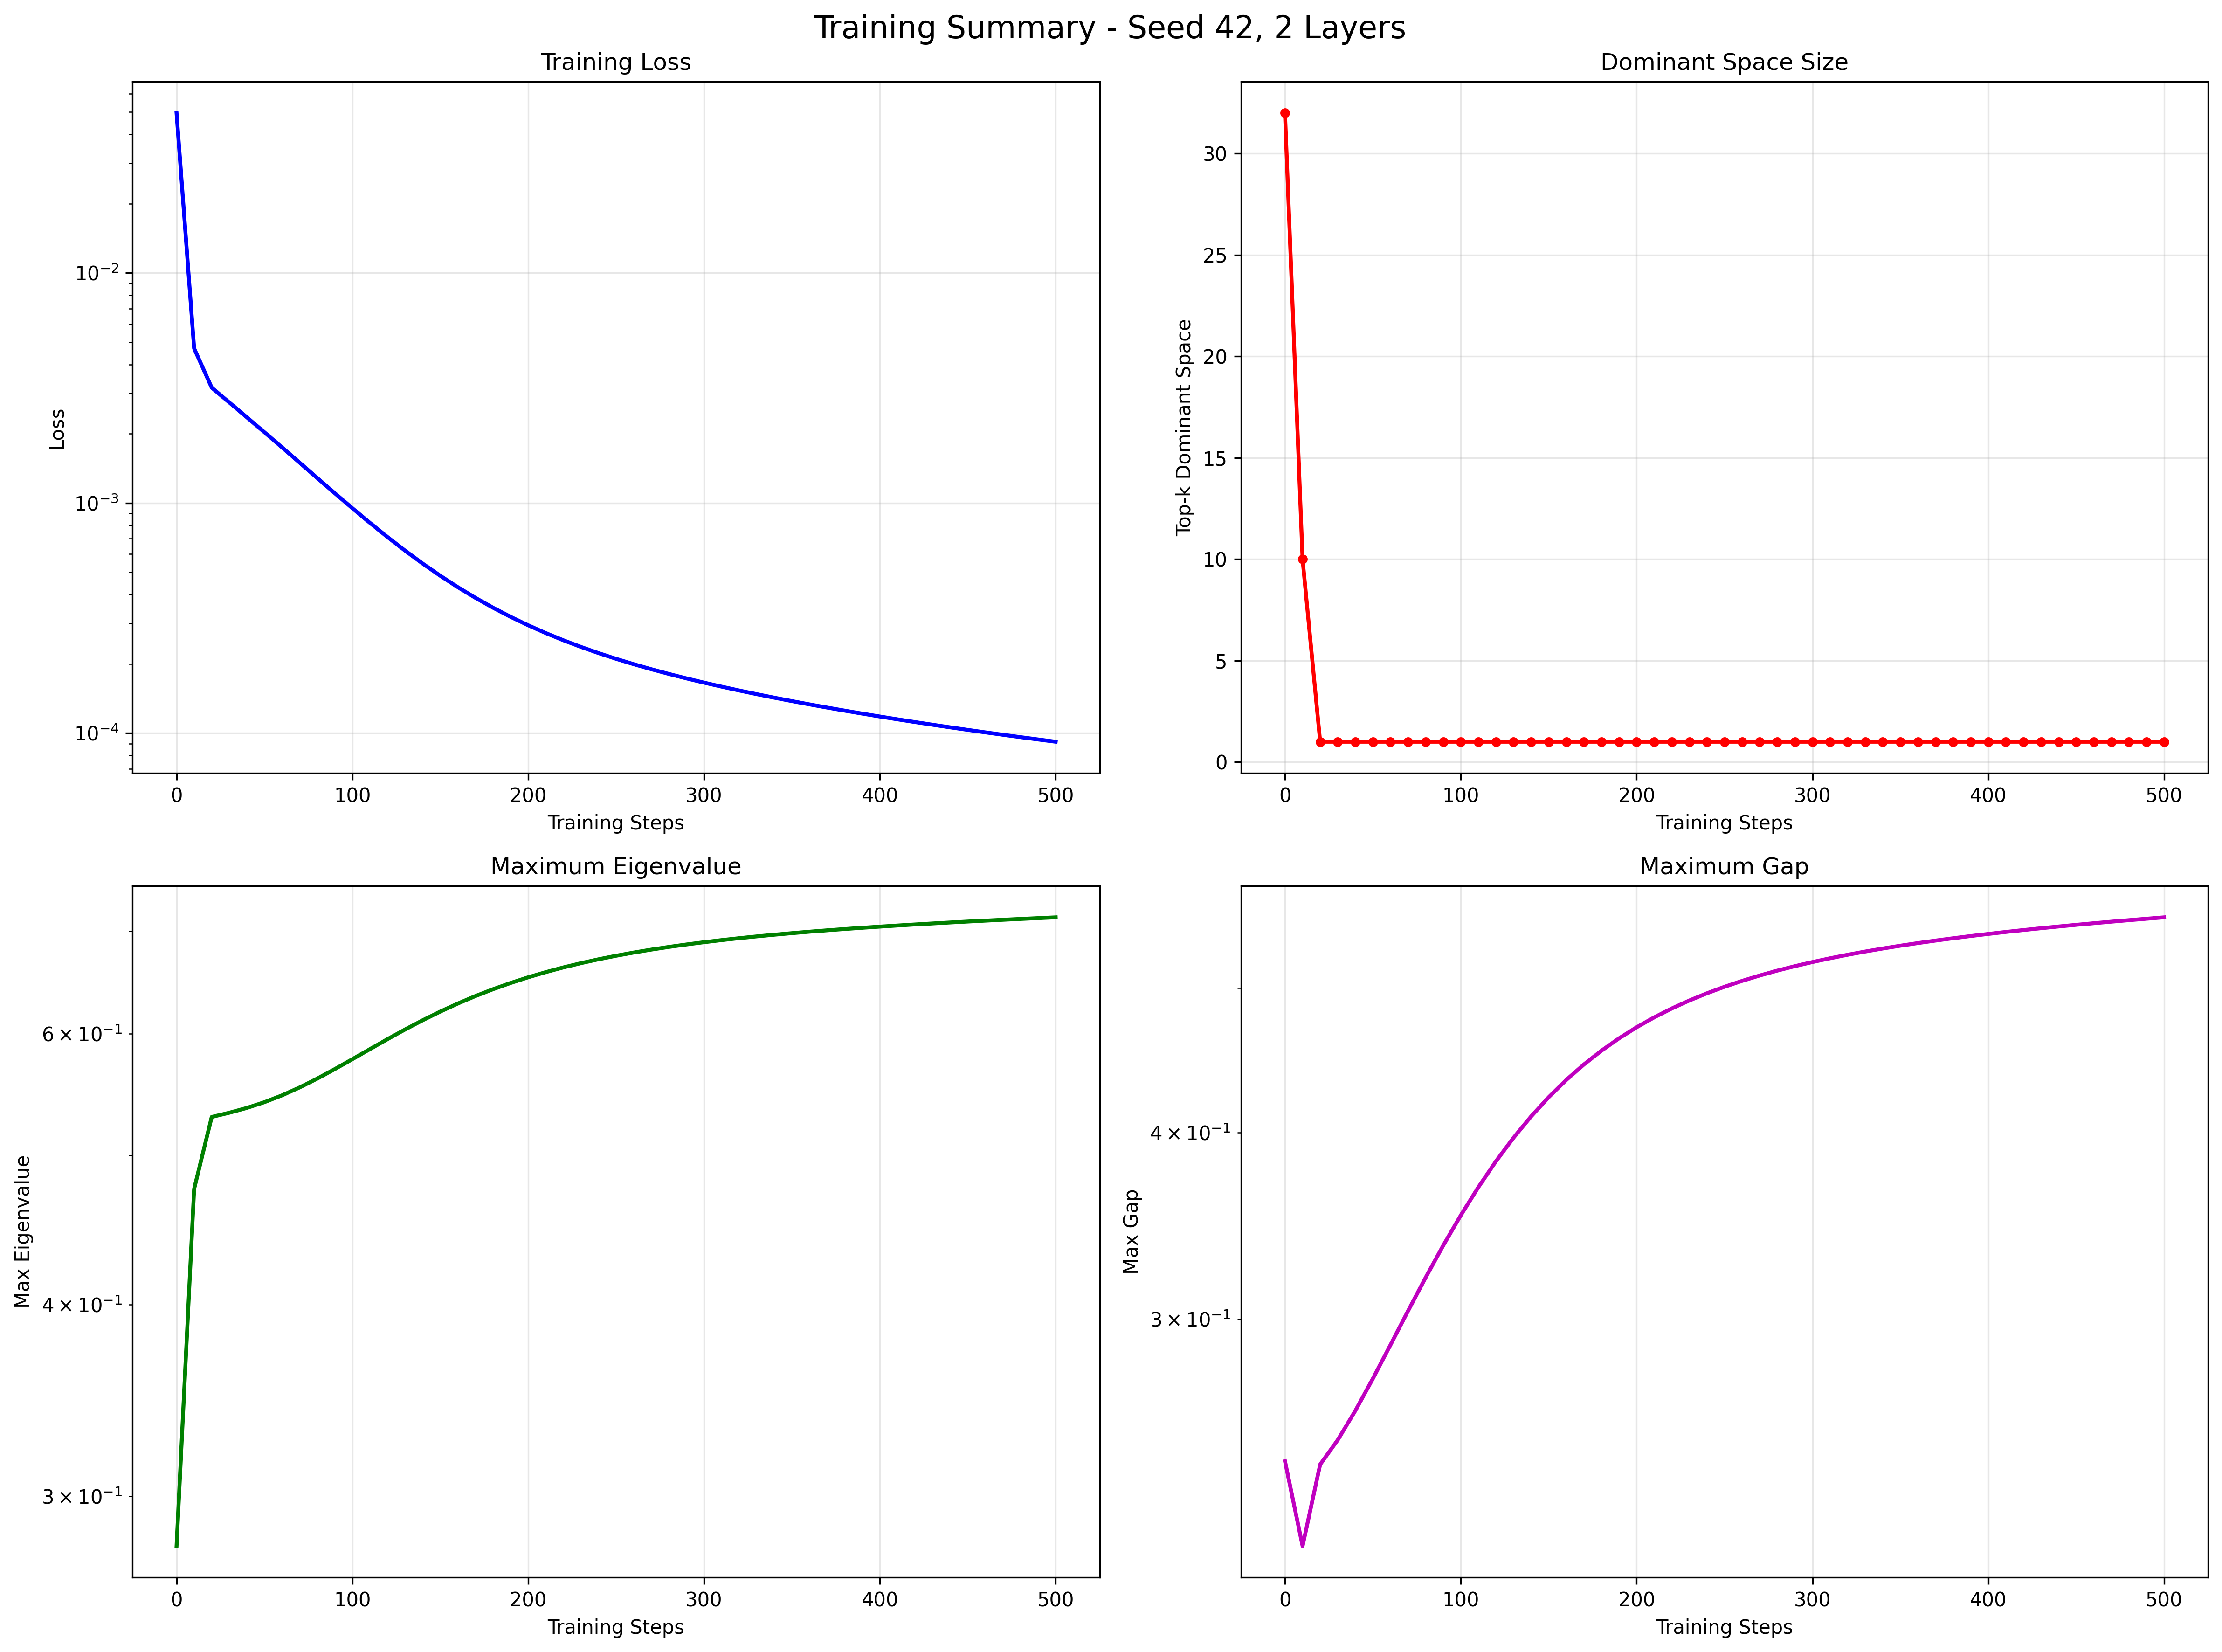 Training Summary - Seed 42, 2 Layers
Training Loss
Loss
10⁻²
10⁻³
10⁻⁴
0 100 200 300 400 500
Training Steps
Dominant Space Size
Top-k Dominant Space
30
25
20
15
10
5
0
0 100 200 300 400 500
Training Steps
Maximum Eigenvalue
Max Eigenvalue
6 × 10⁻¹
4 × 10⁻¹
3 × 10⁻¹
0 100 200 300 400 500
Training Steps
Maximum Gap
Max Gap
4 × 10⁻¹
3 × 10⁻¹
0 100 200 300 400 500
Training Steps